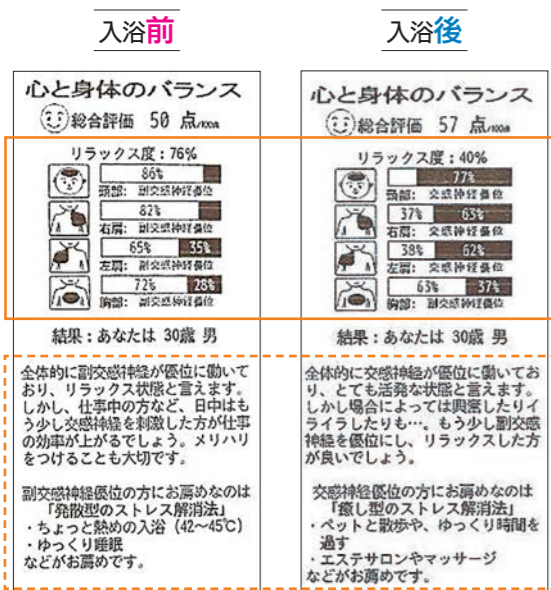 入浴前
心と身体のバランス
総合評価 50 点/100点
リラックス度:76%
86%
頭部: 副交感神経優位
82%
右肩: 副交感神経優位
65% 35%
左肩: 副交感神経優位
72% 28%
胸部: 副交感神経優位
結果:あなたは 30歳 男
全体的に副交感神経が優位に働いて
おり、リラックス状態と言えます。
しかし、仕事中の方など、日中はも
う少し交感神経を刺激した方が仕事
の効率が上がるでしょう。メリハリ
をつけることも大切です。
副交感神経優位の方にお薦めなのは
「発散型のストレス解消法」
・ちょっと熱めの入浴(42~45℃)
・ゆっくり睡眠
などがお薦めです。
入浴後
心と身体のバランス
総合評価 57 点/100点
リラックス度:40%
77%
頭部: 交感神経優位
37% 63%
右肩: 交感神経優位
38% 62%
左肩: 交感神経優位
63% 37%
胸部: 副交感神経優位
結果:あなたは 30歳 男
全体的に交感神経が優位に働いてお
り、とても活発な状態と言えます。
しかし場合によっては興奮したりイ
ライラしたりも…。もう少し副交感
神経を優位にし、リラックスした方
が良いでしょう。
交感神経優位の方にお薦めなのは
「癒し型のストレス解消法」
・ペットと散歩や、ゆっくり時間を
過す
・エステサロンやマッサージ
などがお薦めです。